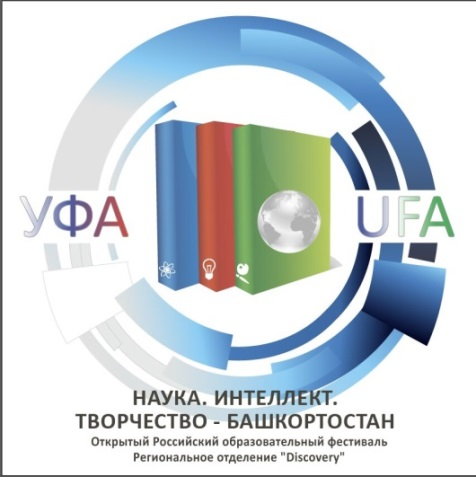 УФА
UFA
НАУКА. ИНТЕЛЛЕКТ.
ТВОРЧЕСТВО - БАШКОРТОСТАН
Открытый Российский образовательный фестиваль
Региональное отделение "Discovery"